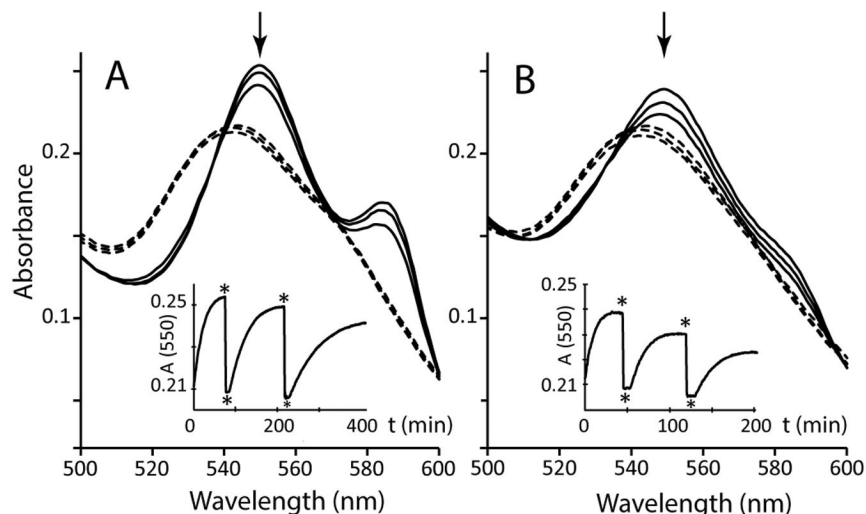 A
B
Absorbance
0.2
0.1
0.2
0.1
0.25
A (550)
0.21
* *
* *
0 200 400 t (min)
0.25
A (550)
0.21
* *
* *
0 100 200 t (min)
500 520 540 560 580 600
500 520 540 560 580 600
Wavelength (nm)
Wavelength (nm)